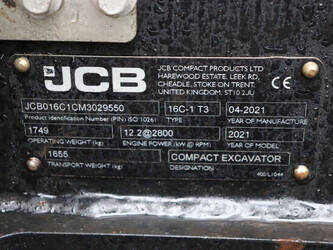 JCB
JCB COMPACT PRODUCTS LTD
HAREWOOD ESTATE, LEEK RD,
CHEADLE, STOKE ON TRENT,
UNITED KINGDOM, ST10 2JU
CE
JCB016C1CM3029550
16C-1 T3
04-2021
Product Identification Number (PIN) ISO 10261
TYPE
YEAR OF MANUFACTURE
1749
12.2@2800
2021
OPERATING WEIGHT (kg)
ENGINE POWER (kW @ RPM)
YEAR OF MODEL
1655
COMPACT EXCAVATOR
TRANSPORT WEIGHT (kg)
DESIGNATION
400/L1044